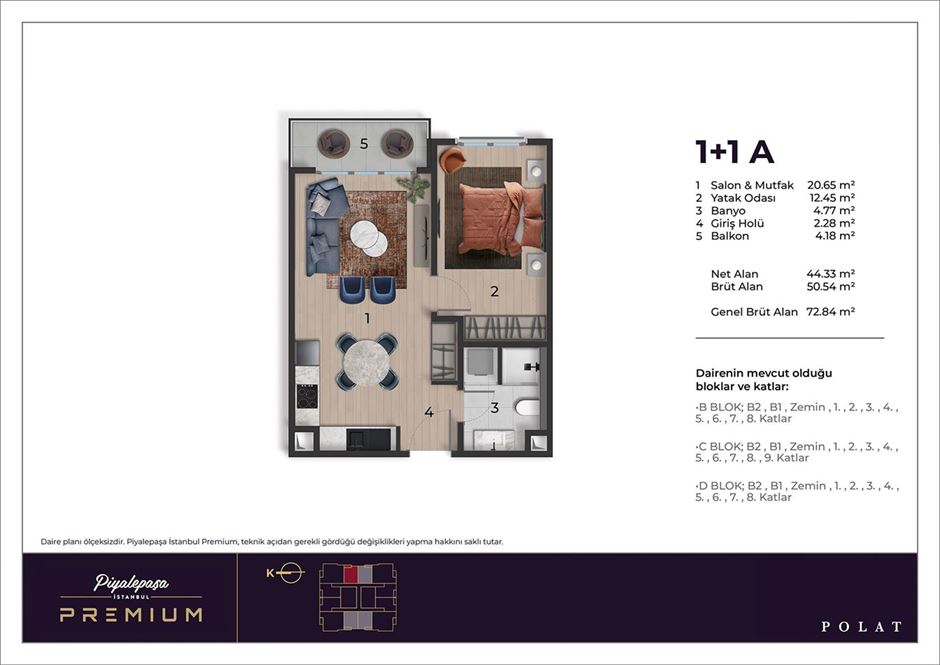 1+1 A
1 Salon & Mutfak 20.65 m²
2 Yatak Odası 12.45 m²
3 Banyo 4.77 m²
4 Giriş Holü 2.28 m²
5 Balkon 4.18 m²
Net Alan 44.33 m²
Brüt Alan 50.54 m²
Genel Brüt Alan 72.84 m²
Dairenin mevcut olduğu
bloklar ve katlar:
•B BLOK; B2 , B1 , Zemin , 1. , 2. , 3. , 4. ,
5. , 6. , 7. , 8. Katlar
•C BLOK; B2 , B1 , Zemin , 1. , 2. , 3. , 4. ,
5. , 6. , 7. , 8. , 9. Katlar
•D BLOK; B2 , B1 , Zemin , 1. , 2. , 3. , 4. ,
5. , 6. , 7. , 8. Katlar
5
2
1
3
4
Daire planı ölçeksizdir. Piyalepaşa İstanbul Premium, teknik açıdan gerekli gördüğü değişiklikleri yapma hakkını saklı tutar.
Piyalepaşa
İSTANBUL
PREMIUM
K
POLAT